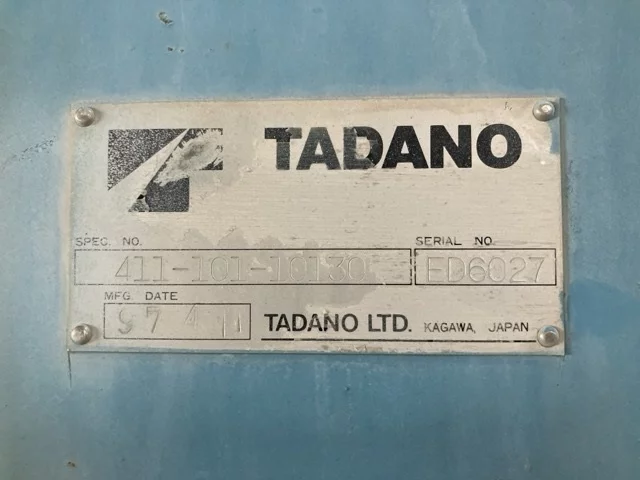 TADANO
SPEC. NO.
SERIAL NO.
411-101-10130
ED6027
MFG. DATE
97 4
TADANO LTD. KAGAWA, JAPAN